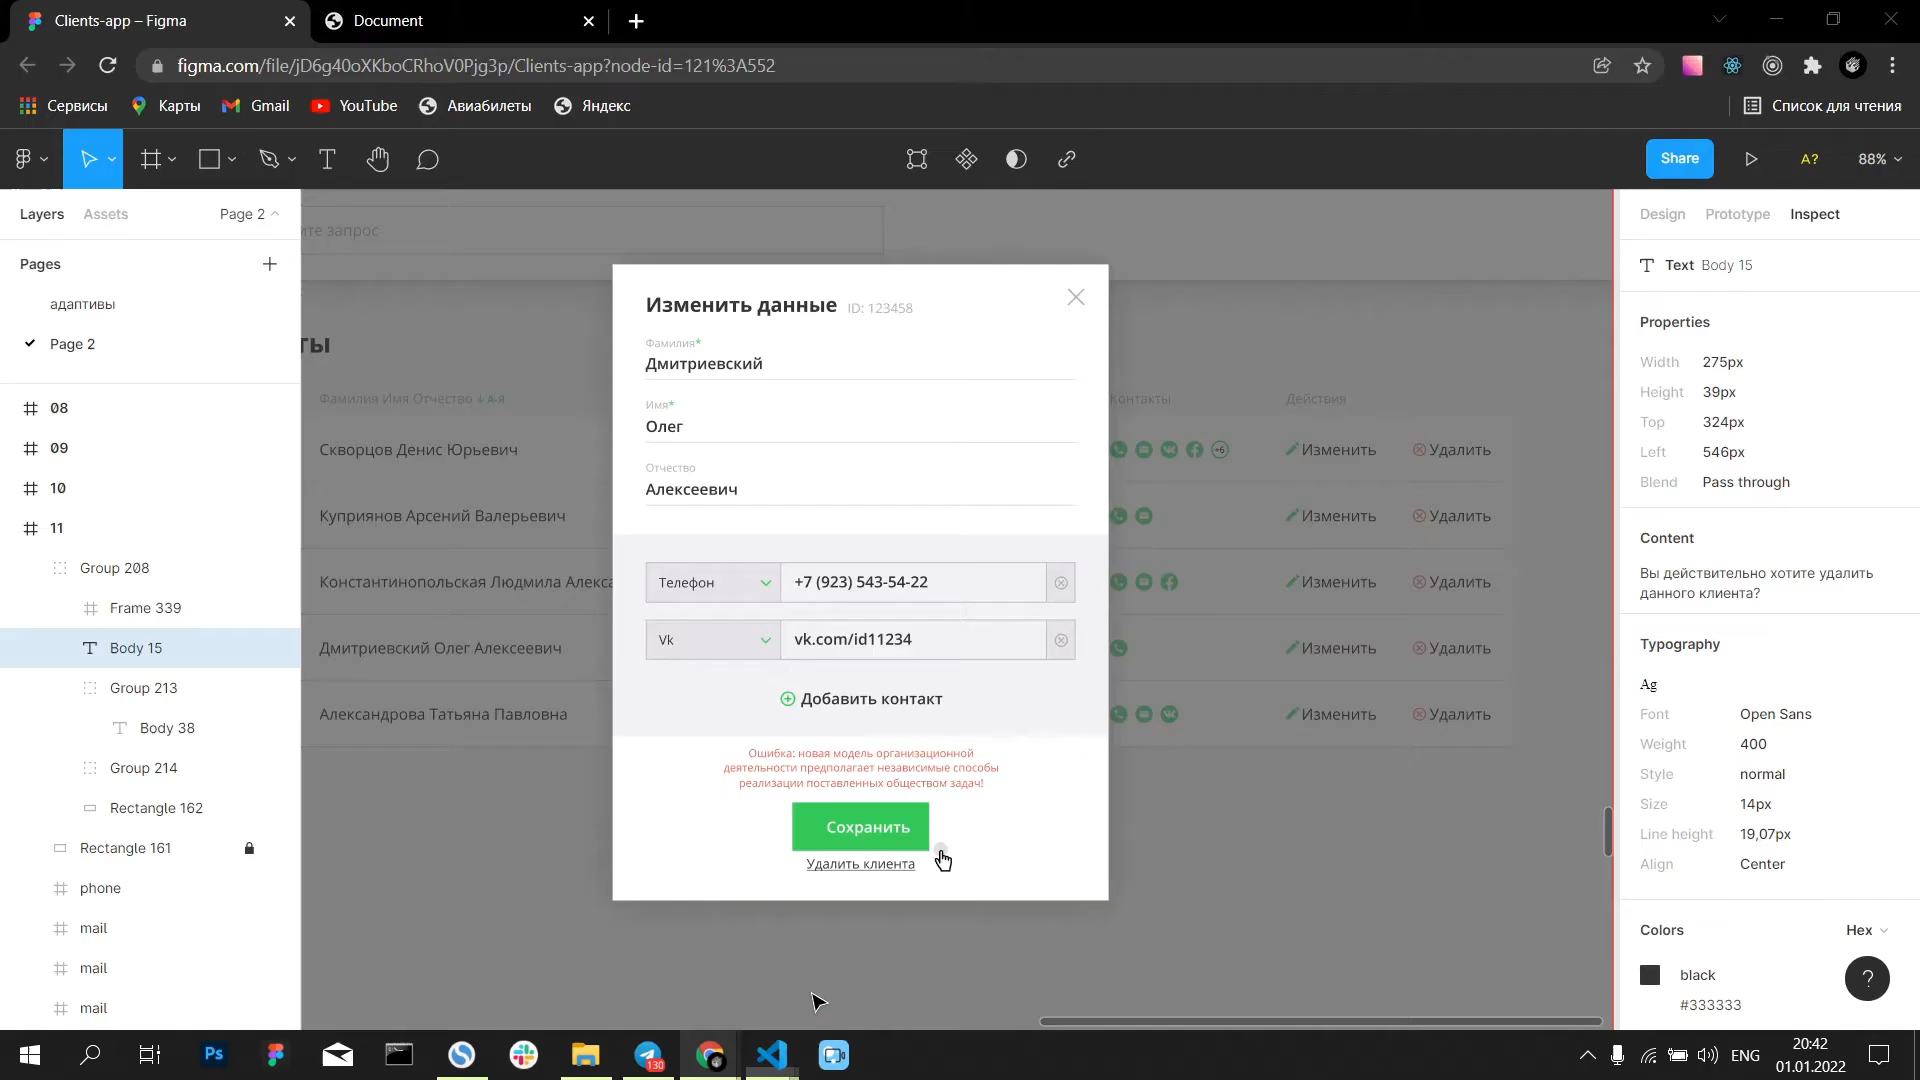 Clients-app – Figma
Document
figma.com/file/jD6g40oXKboCRhoV0Pjg3p/Clients-app?node-id=121%3A552
Сервисы
Карты
Gmail
YouTube
Авиабилеты
Яндекс
Список для чтения
Share
A?
88%
Layers
Assets
Page 2
Pages
адаптивы
Page 2
08
09
10
11
Group 208
Frame 339
Body 15
Group 213
Body 38
Group 214
Rectangle 162
Rectangle 161
phone
mail
mail
mail
ите запрос
ты
Фамилия Имя Отчество ↓ А-Я
Контакты
Действия
Скворцов Денис Юрьевич
+6
Изменить
Удалить
Куприянов Арсений Валерьевич
Изменить
Удалить
Константинопольская Людмила Алекса
Изменить
Удалить
Дмитриевский Олег Алексеевич
Изменить
Удалить
Александрова Татьяна Павловна
Изменить
Удалить
Изменить данные ID: 123458
Фамилия*
Дмитриевский
Имя*
Олег
Отчество
Алексеевич
Телефон
+7 (923) 543-54-22
Vk
vk.com/id11234
Добавить контакт
Ошибка: новая модель организационной
деятельности предполагает независимые способы
реализации поставленных обществом задач!
Сохранить
Удалить клиента
Design
Prototype
Inspect
Text Body 15
Properties
Width 275px
Height 39px
Top 324px
Left 546px
Blend Pass through
Content
Вы действительно хотите удалить
данного клиента?
Typography
Ag
Font Open Sans
Weight 400
Style normal
Size 14px
Line height 19,07px
Align Center
Colors
Hex
black
#333333
?
Ps
130
ENG
20:42
01.01.2022